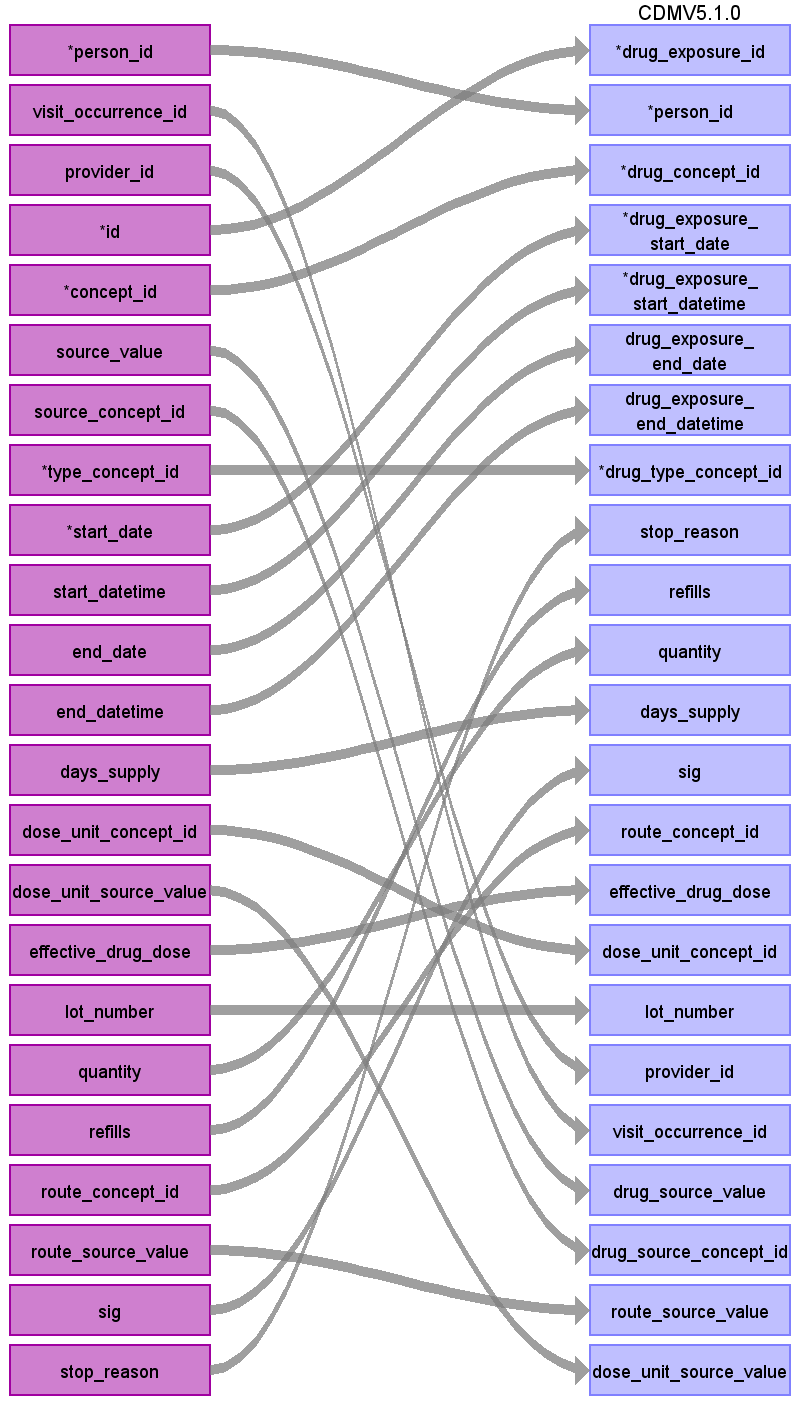 CDMV5.1.0
*person_id
*drug_exposure_id
visit_occurrence_id
*person_id
provider_id
*drug_concept_id
*id
*drug_exposure_
start_date
*concept_id
*drug_exposure_
start_datetime
source_value
drug_exposure_
end_date
source_concept_id
drug_exposure_
end_datetime
*type_concept_id
*drug_type_concept_id
*start_date
stop_reason
start_datetime
refills
end_date
quantity
end_datetime
days_supply
days_supply
sig
dose_unit_concept_id
route_concept_id
dose_unit_source_value
effective_drug_dose
effective_drug_dose
dose_unit_concept_id
lot_number
lot_number
quantity
provider_id
refills
visit_occurrence_id
route_concept_id
drug_source_value
route_source_value
drug_source_concept_id
sig
route_source_value
stop_reason
dose_unit_source_value